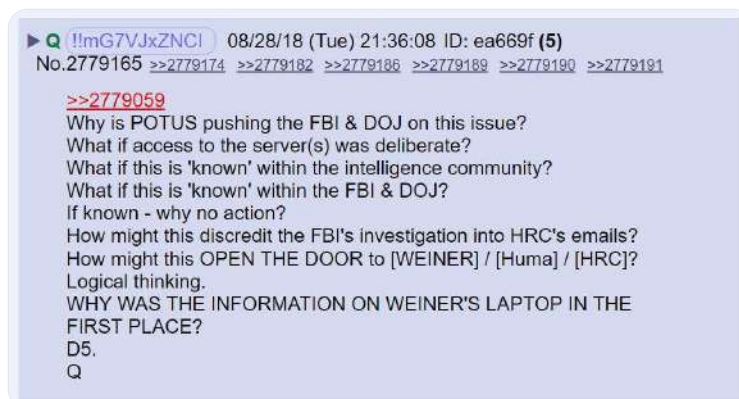 ▶ Q !!mG7VJxZNCI 08/28/18 (Tue) 21:36:08 ID: ea669f (5)
No.2779165 >>2779174 >>2779182 >>2779186 >>2779189 >>2779190 >>2779191
>>2779059
Why is POTUS pushing the FBI & DOJ on this issue?
What if access to the server(s) was deliberate?
What if this is 'known' within the intelligence community?
What if this is 'known' within the FBI & DOJ?
If known - why no action?
How might this discredit the FBI's investigation into HRC's emails?
How might this OPEN THE DOOR to [WEINER] / [Huma] / [HRC]?
Logical thinking.
WHY WAS THE INFORMATION ON WEINER'S LAPTOP IN THE
FIRST PLACE?
D5.
Q